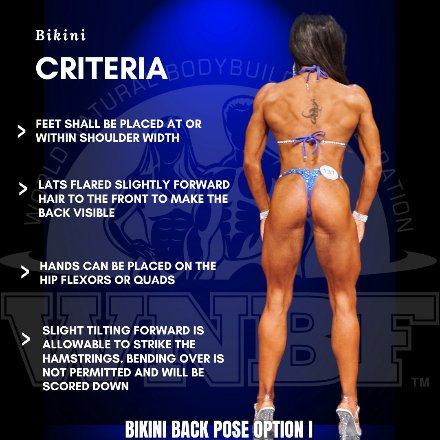 Bikini
CRITERIA
FEET SHALL BE PLACED AT OR
WITHIN SHOULDER WIDTH
LATS FLARED SLIGHTLY FORWARD
HAIR TO THE FRONT TO MAKE THE
BACK VISIBLE
HANDS CAN BE PLACED ON THE
HIP FLEXORS OR QUADS
SLIGHT TILTING FORWARD IS
ALLOWABLE TO STRIKE THE
HAMSTRINGS. BENDING OVER IS
NOT PERMITTED AND WILL BE
SCORED DOWN
WNBF
TM
BIKINI BACK POSE OPTION I